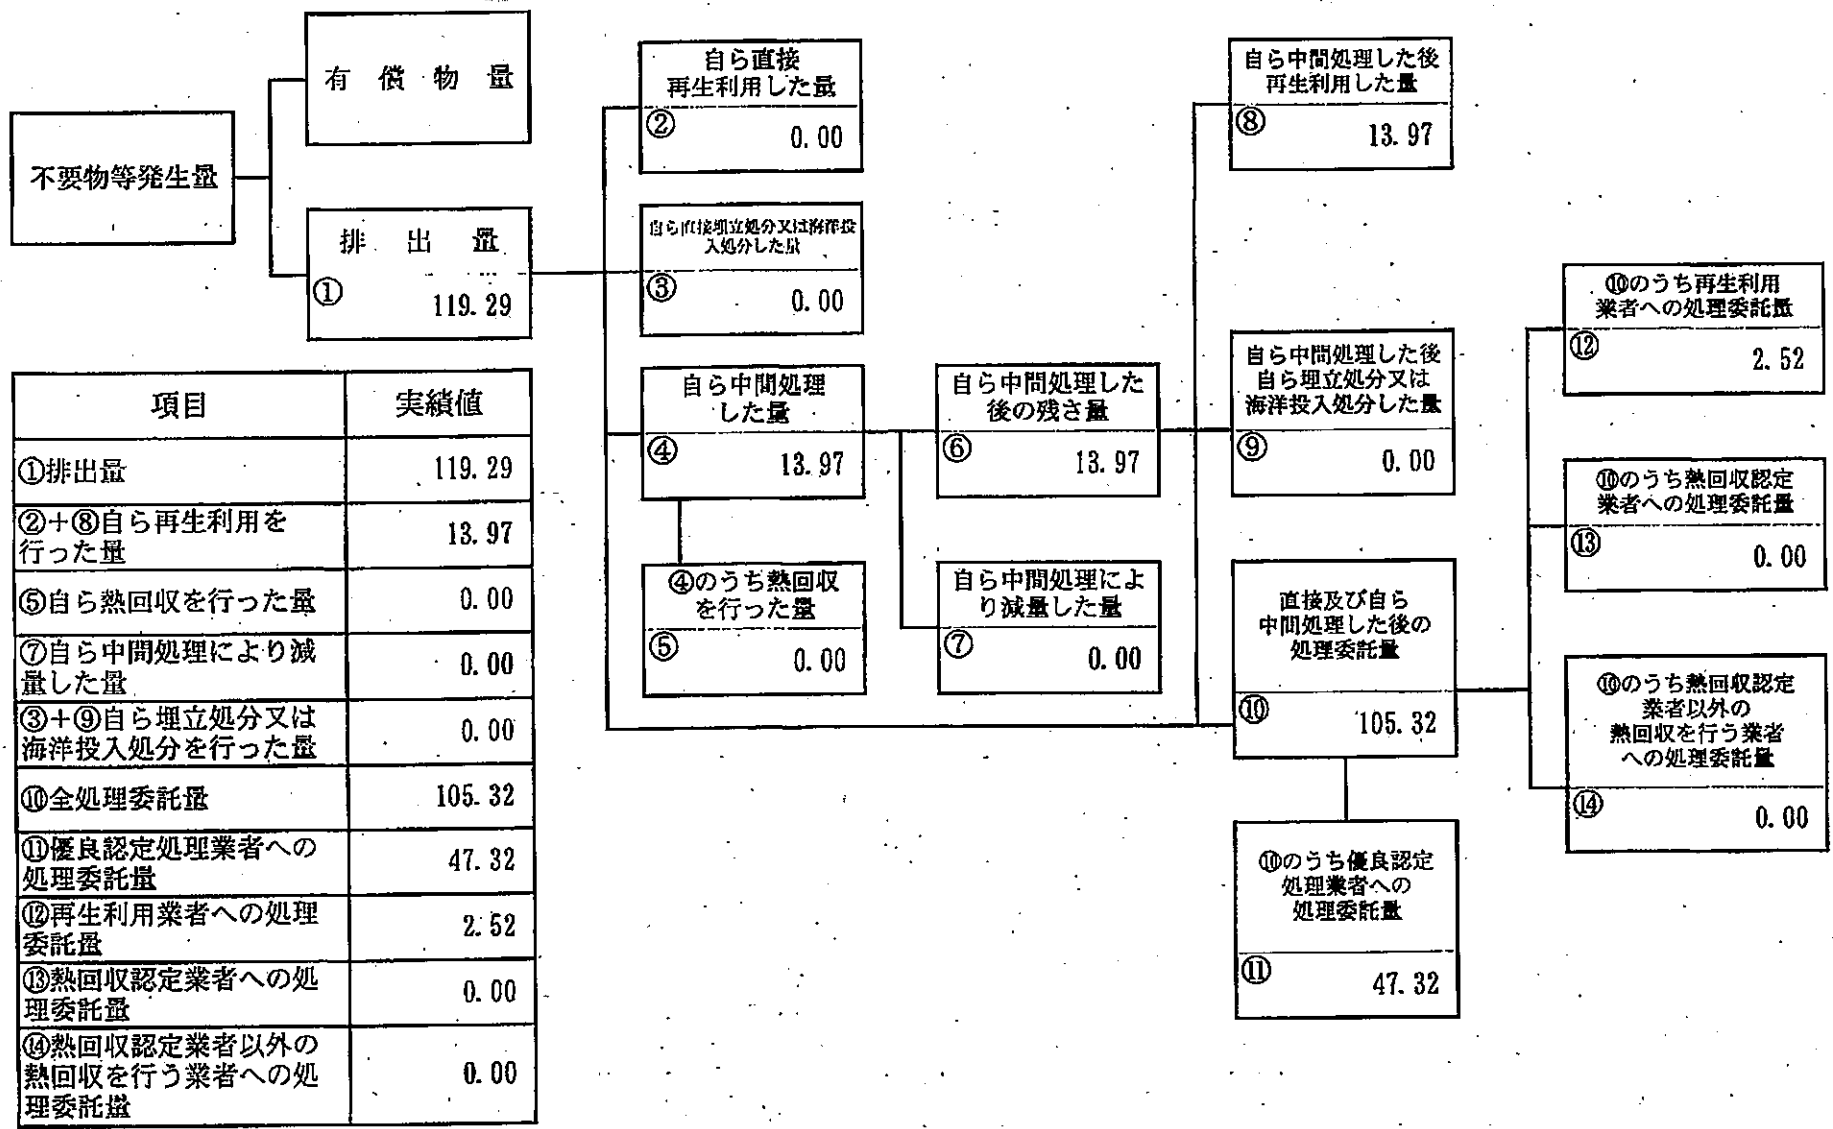 不要物等発生量
有償物量
排出量
①
119.29
自ら直接
再生利用した量
②
0.00
自ら直接埋立処分又は海洋投
入処分した量
③
0.00
自ら中間処理
した量
④
13.97
④のうち熱回収
を行った量
⑤
0.00
自ら中間処理した
後の残さ量
⑥
13.97
自ら中間処理によ
り減量した量
⑦
0.00
自ら中間処理した後
再生利用した量
⑧
13.97
自ら中間処理した後
自ら埋立処分又は
海洋投入処分した量
⑨
0.00
直接及び自ら
中間処理した後の
処理委託量
⑩
105.32
⑩のうち優良認定
処理業者への
処理委託量
⑪
47.32
⑩のうち再生利用
業者への処理委託量
⑫
2.52
⑩のうち熱回収認定
業者への処理委託量
⑬
0.00
⑩のうち熱回収認定
業者以外の
熱回収を行う業者
への処理委託量
⑭
0.00
項目 実績値
①排出量 119.29
②+⑧自ら再生利用を
行った量 13.97
⑤自ら熱回収を行った量 0.00
⑦自ら中間処理により減
量した量 0.00
③+⑨自ら埋立処分又は
海洋投入処分を行った量 0.00
⑩全処理委託量 105.32
⑪優良認定処理業者への
処理委託量 47.32
⑫再生利用業者への処理
委託量 2.52
⑬熱回収認定業者への処
理委託量 0.00
⑭熱回収認定業者以外の
熱回収を行う業者への処
理委託量 0.00